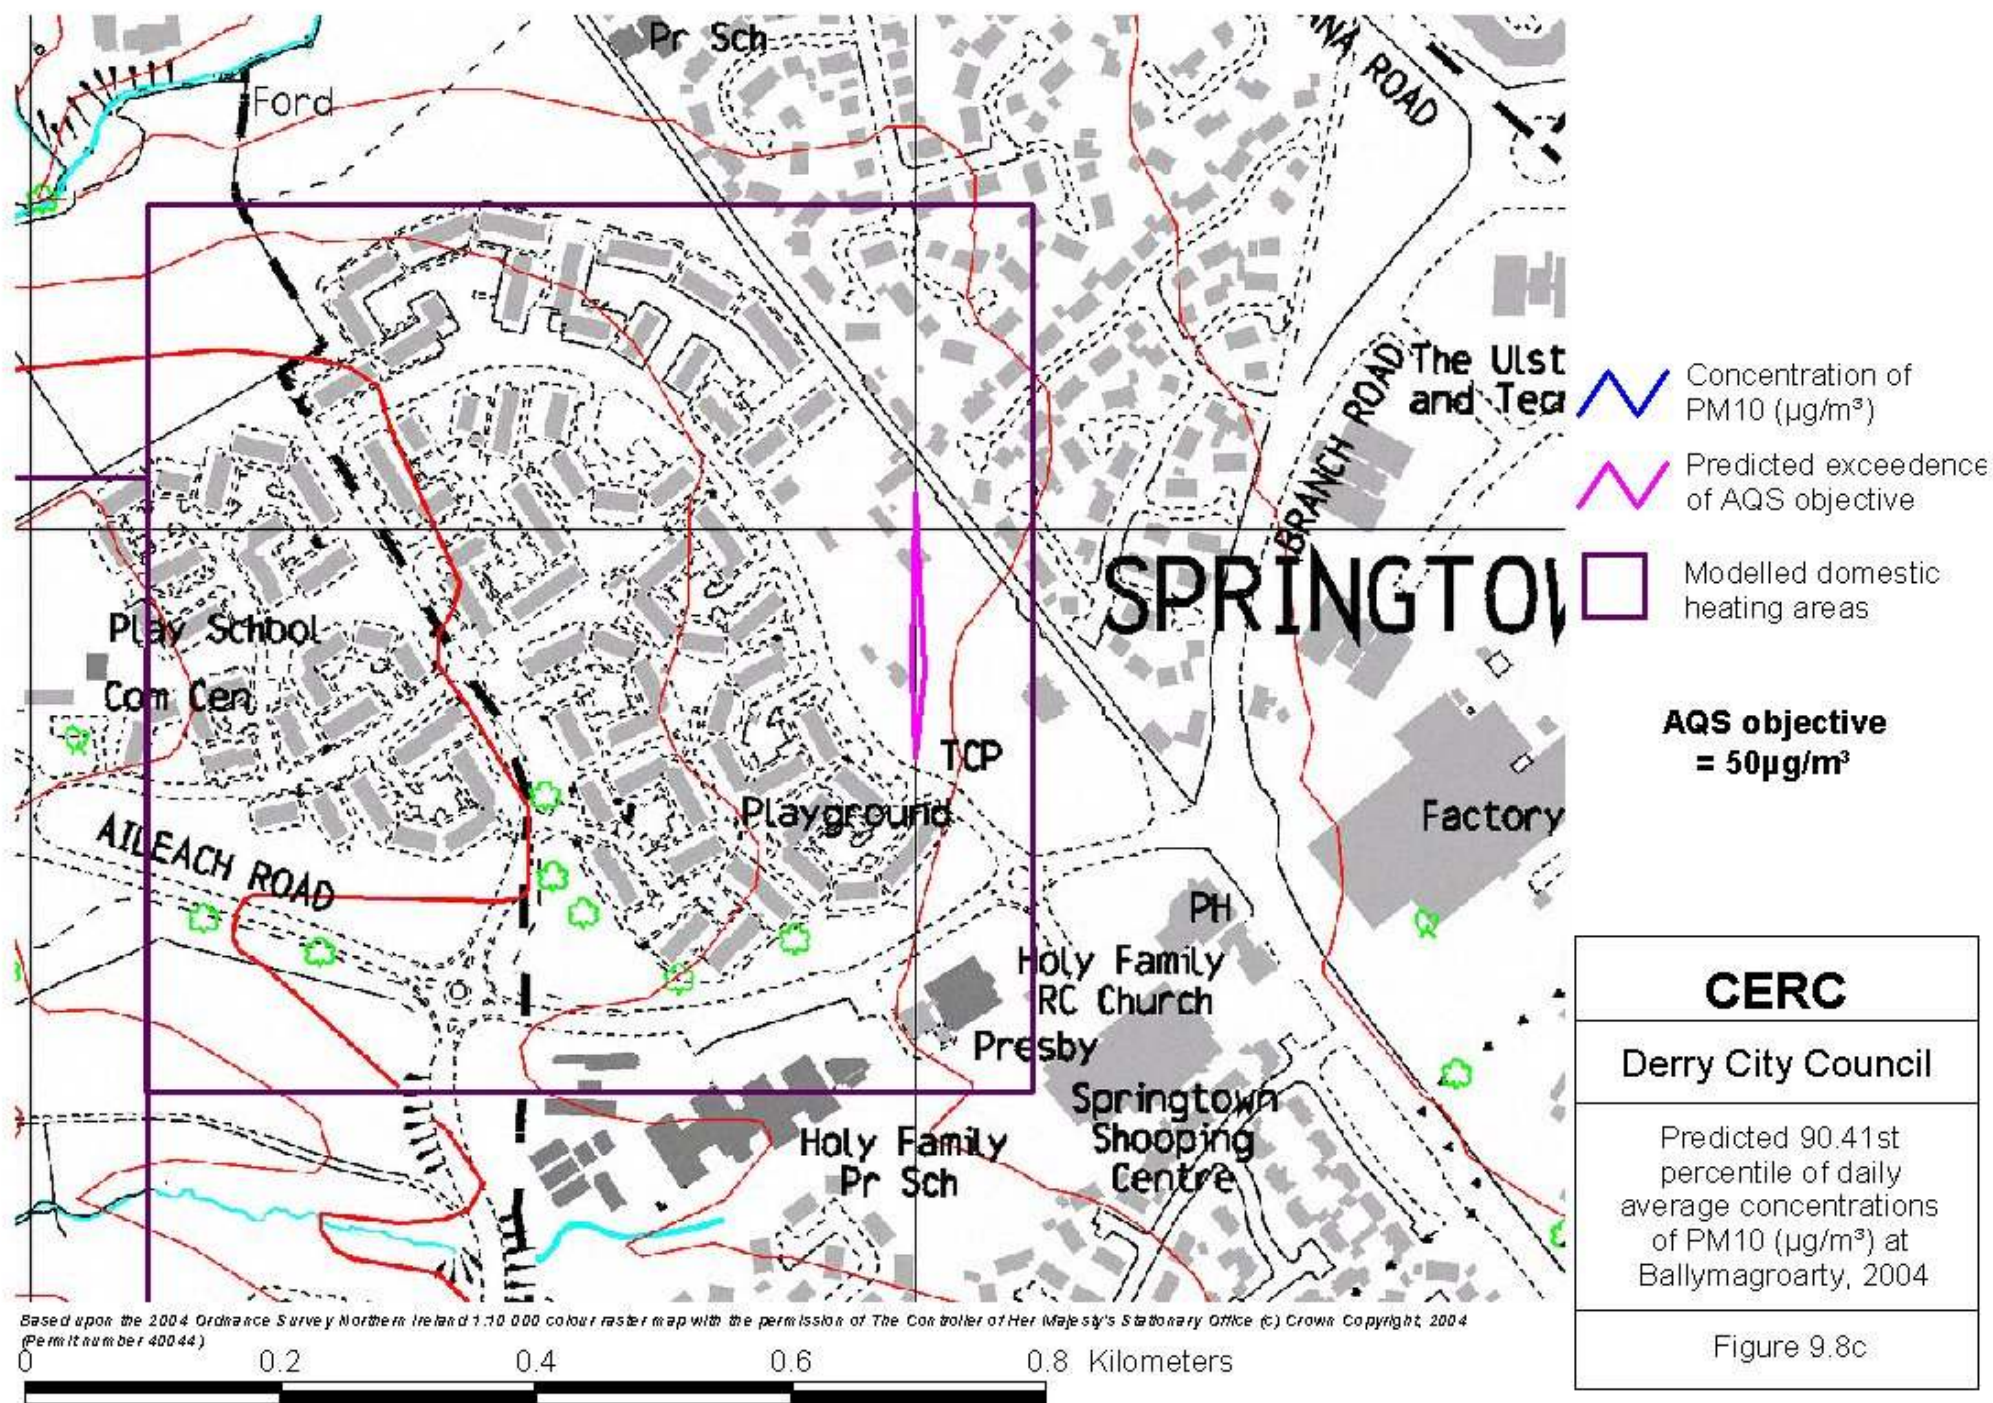 Pr Sch
Ford
ROAD
The Ulst
and Tecr
BRANCH ROAD
SPRINGTOW
Play School
Com Cen
TCP
Playground
Factory
AILEACH ROAD
PH
Holy Family
RC Church
Presby
Springtown
Shooping
Centre
Holy Family
Pr Sch
Concentration of
PM10 (µg/m³)
Predicted exceedence
of AQS objective
Modelled domestic
heating areas
AQS objective
= 50µg/m³
CERC
Derry City Council
Predicted 90.41st
percentile of daily
average concentrations
of PM10 (µg/m³) at
Ballymagroarty, 2004
Figure 9.8c
Based upon the 2004 Ordnance Survey Northern Ireland 1:10 000 colour raster map with the permission of The Controller of Her Majesty's Stationary Office (c) Crown Copyright, 2004
(Permit number 40044)
0 0.2 0.4 0.6 0.8 Kilometers